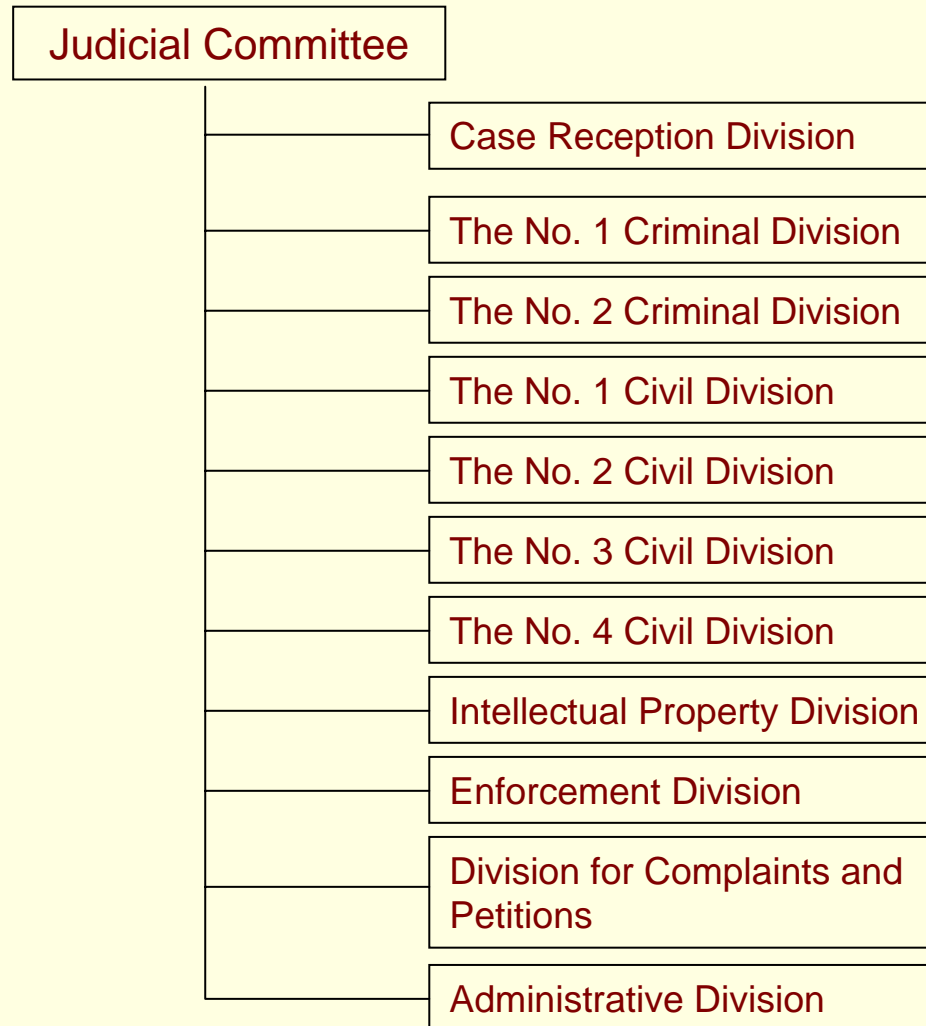 Judicial Committee
Case Reception Division
The No. 1 Criminal Division
The No. 2 Criminal Division
The No. 1 Civil Division
The No. 2 Civil Division
The No. 3 Civil Division
The No. 4 Civil Division
Intellectual Property Division
Enforcement Division
Division for Complaints and
Petitions
Administrative Division